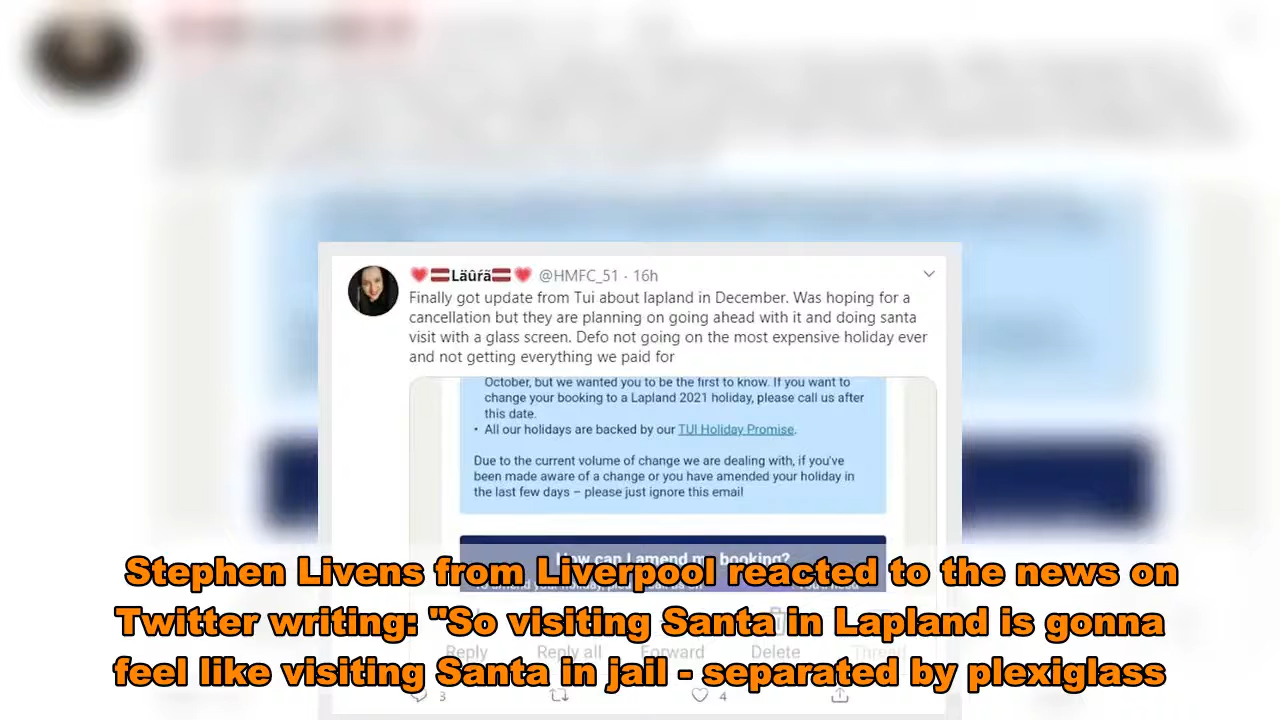 ❤️🇱🇻Läûŕã🇱🇻❤️ @HMFC_51 · 16h
Finally got update from Tui about lapland in December. Was hoping for a
cancellation but they are planning on going ahead with it and doing santa
visit with a glass screen. Defo not going on the most expensive holiday ever
and not getting everything we paid for
October, but we wanted you to be the first to know. If you want to
change your booking to a Lapland 2021 holiday, please call us after
this date.
• All our holidays are backed by our TUI Holiday Promise.
Due to the current volume of change we are dealing with, if you've
been made aware of a change or you have amended your holiday in
the last few days – please just ignore this email
How can I amend my booking?
Stephen Livens from Liverpool reacted to the news on
Twitter writing: "So visiting Santa in Lapland is gonna
Reply Reply all Forward Delete Thread
feel like visiting Santa in jail - separated by plexiglass
3 4